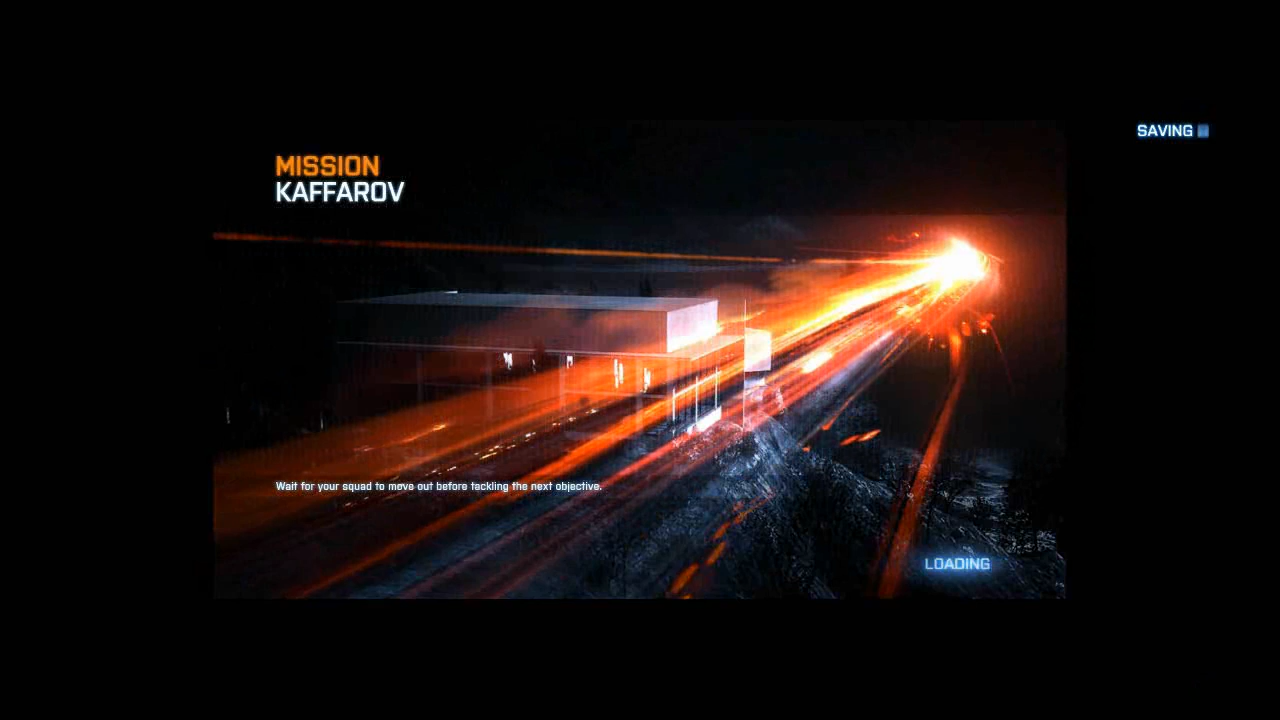 SAVING
MISSION
KAFFAROV
Wait for your squad to move out before tackling the next objective.
LOADING